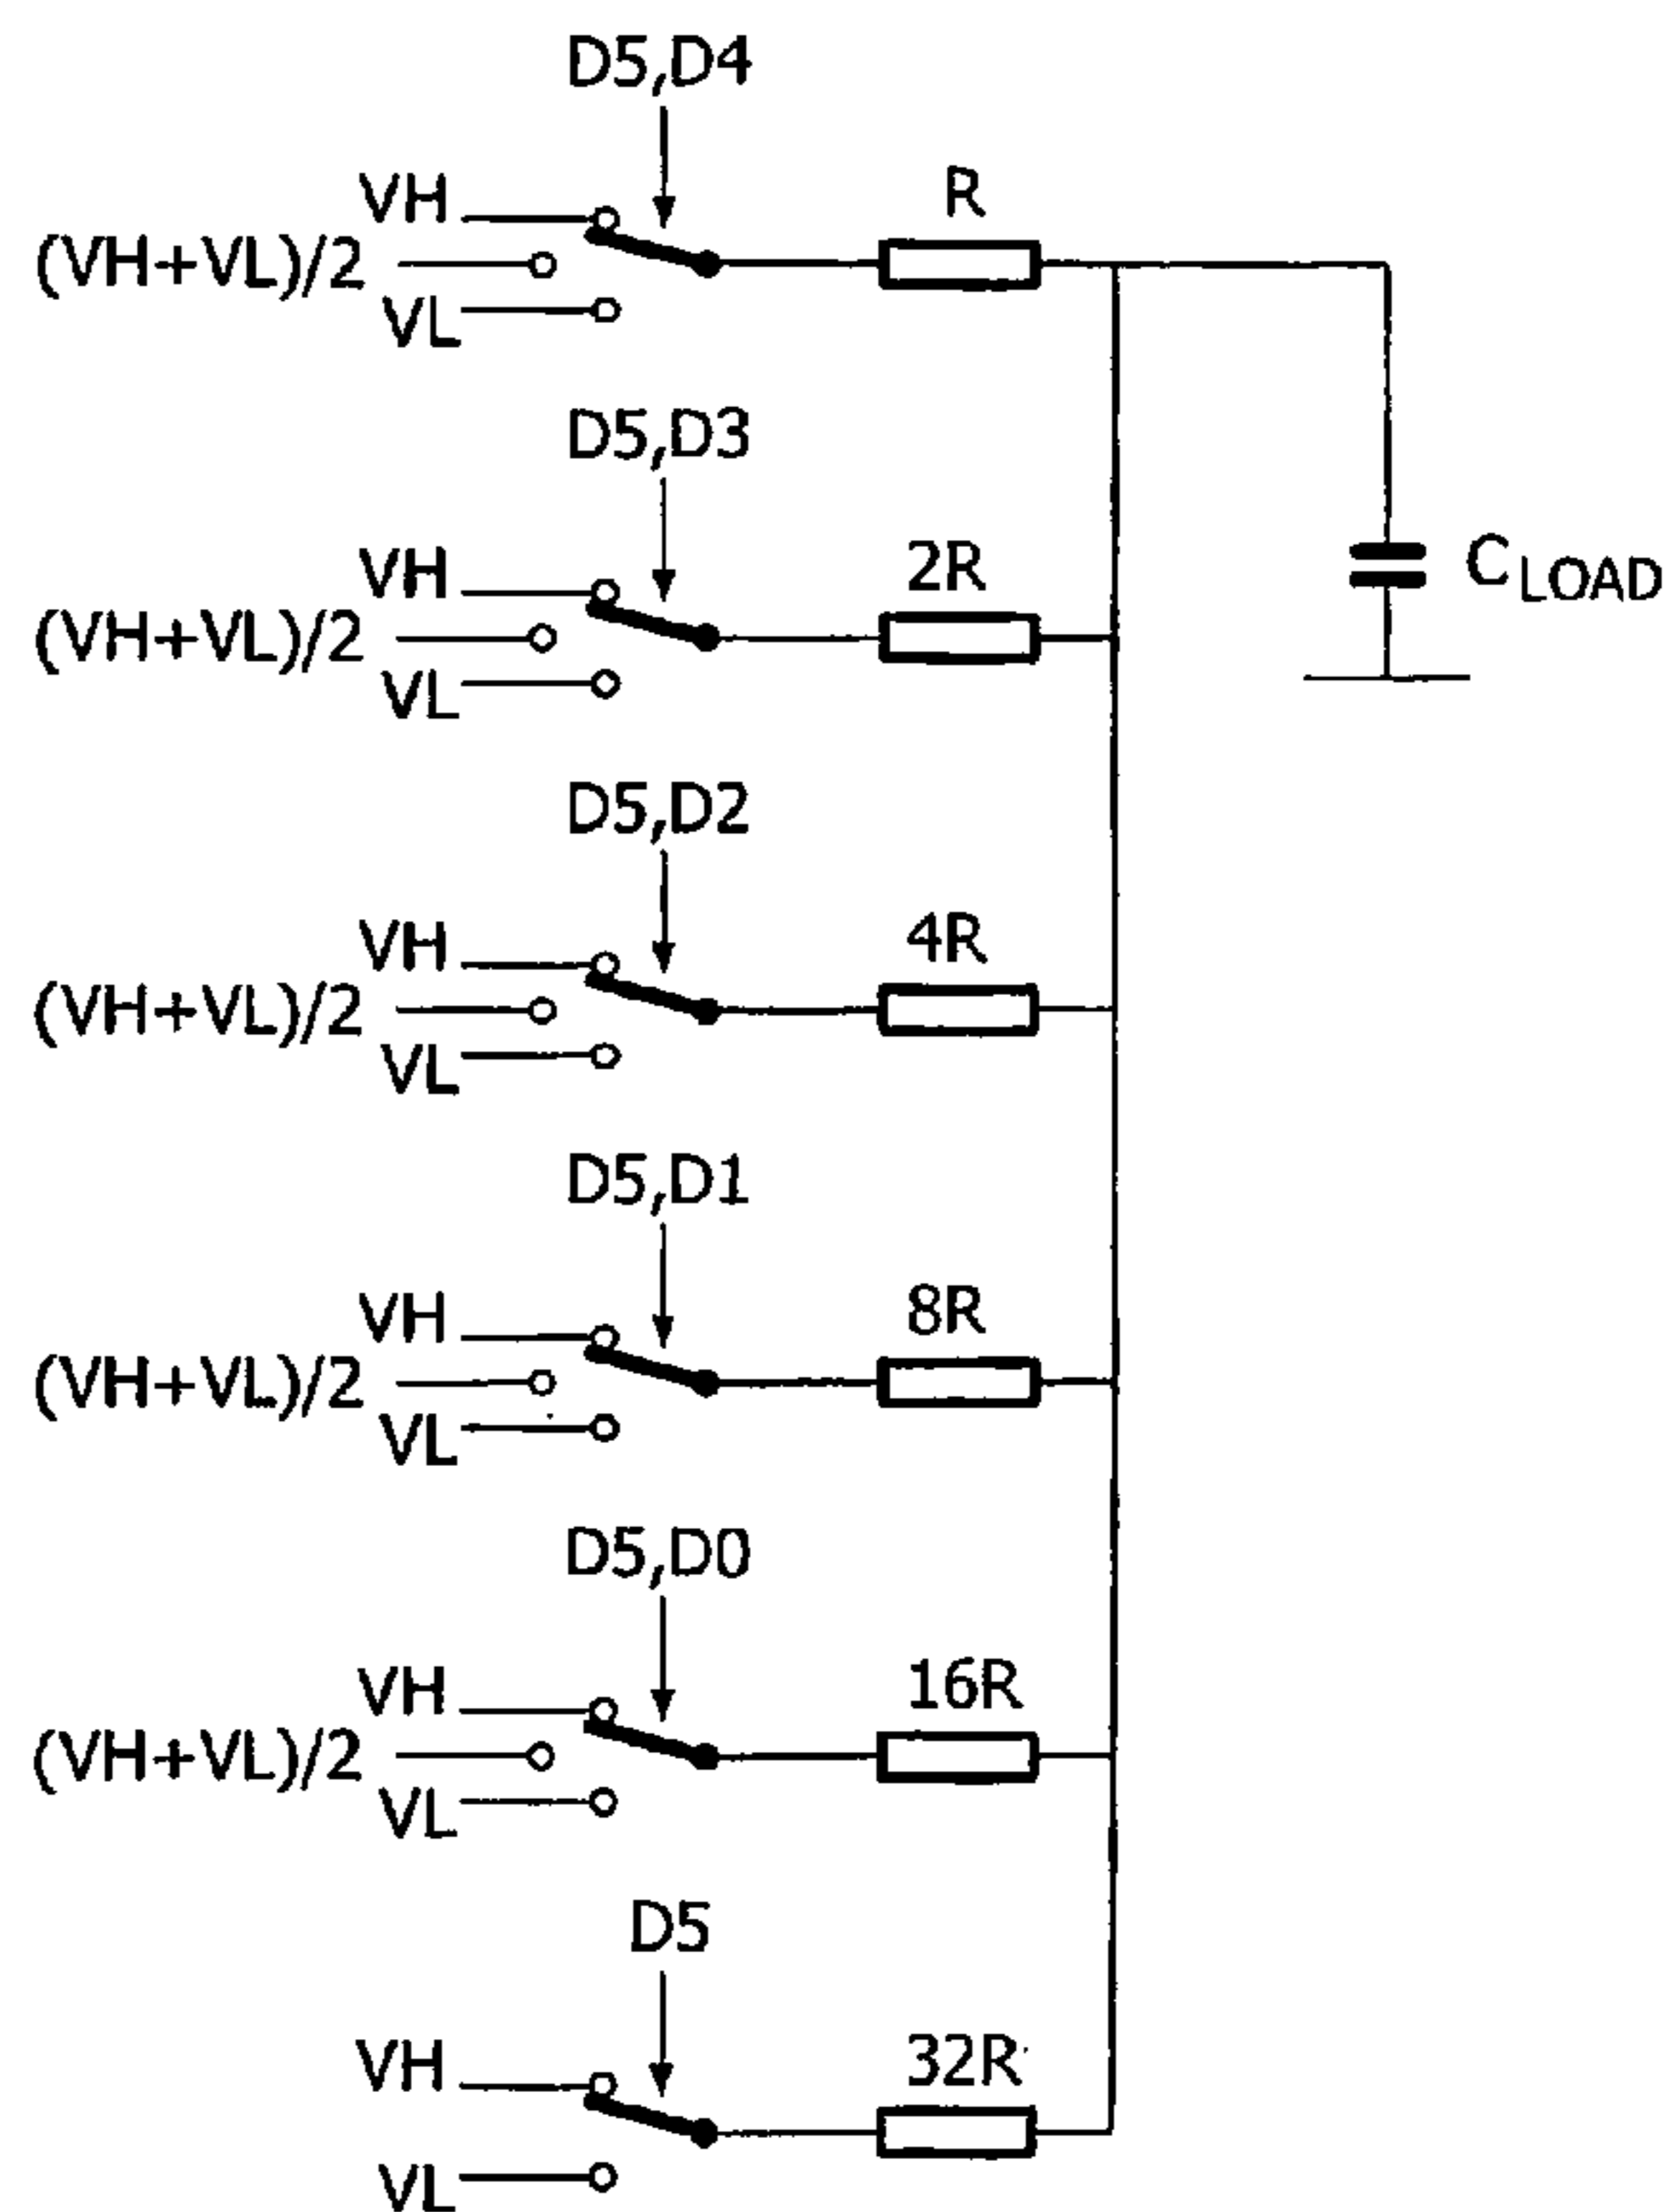 D5,D4
VH
R
(VH+VL)/2
VL
D5,D3
VH
2R
(VH+VL)/2
CLOAD
VL
D5,D2
VH
4R
(VH+VL)/2
VL
D5,D1
VH
8R
(VH+VL)/2
VL
D5,D0
VH
16R
(VH+VL)/2
VL
D5
VH
32R
VL